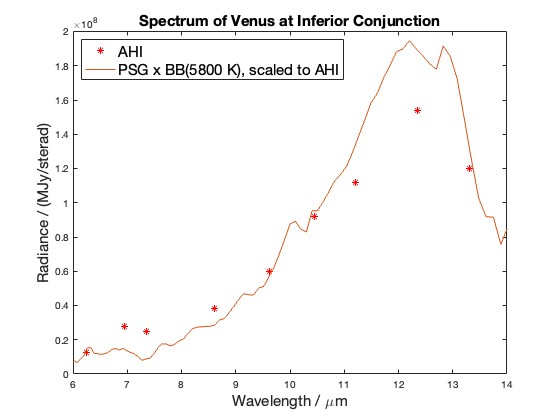 Spectrum of Venus at Inferior Conjunction
×10⁸
AHI
PSG x BB(5800 K), scaled to AHI
2
1.8
1.6
1.4
1.2
1
0.8
0.6
0.4
0.2
0
Radiance / (MJy/sterad)
6 7 8 9 10 11 12 13 14
Wavelength / μm